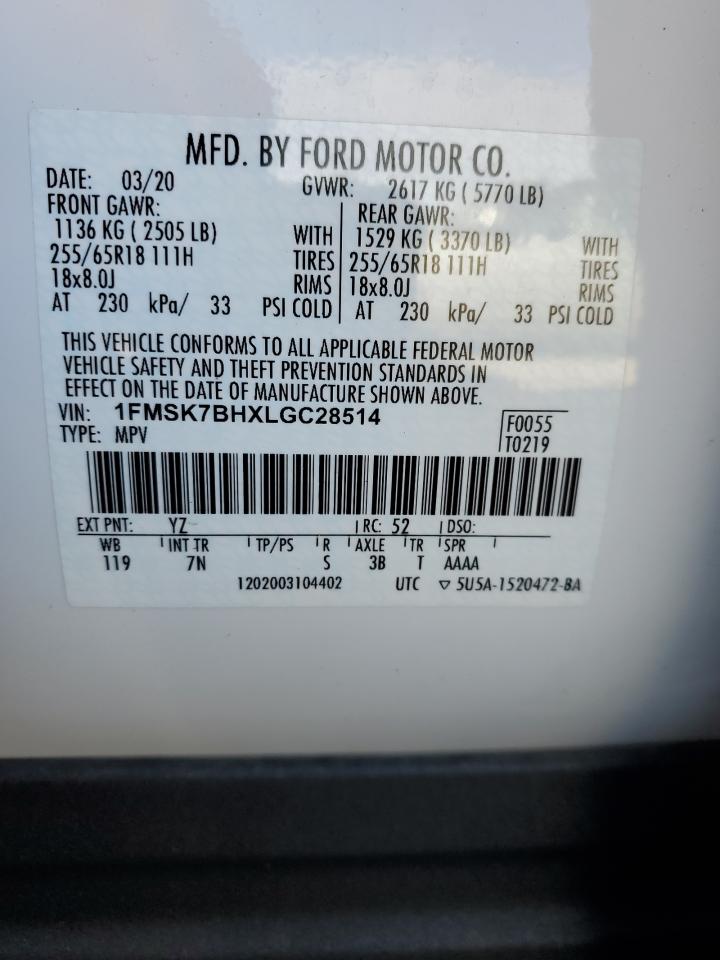 MFD. BY FORD MOTOR CO.
DATE: 03/20 GVWR: 2617 KG ( 5770 LB)
FRONT GAWR: REAR GAWR:
1136 KG ( 2505 LB) WITH 1529 KG ( 3370 LB) WITH
255/65R18 111H TIRES 255/65R18 111H TIRES
18x8.0J RIMS 18x8.0J RIMS
AT 230 kPa/ 33 PSI COLD AT 230 kPa/ 33 PSI COLD
THIS VEHICLE CONFORMS TO ALL APPLICABLE FEDERAL MOTOR
VEHICLE SAFETY AND THEFT PREVENTION STANDARDS IN
EFFECT ON THE DATE OF MANUFACTURE SHOWN ABOVE.
VIN: 1FMSK7BHXLGC28514 F0055
TYPE: MPV T0219
EXT PNT: YZ RC: 52 DSO:
WB INT TR TP/PS R AXLE TR SPR
119 7N S 3B T AAAA
1202003104402 UTC ▽ 5U5A-1520472-BA